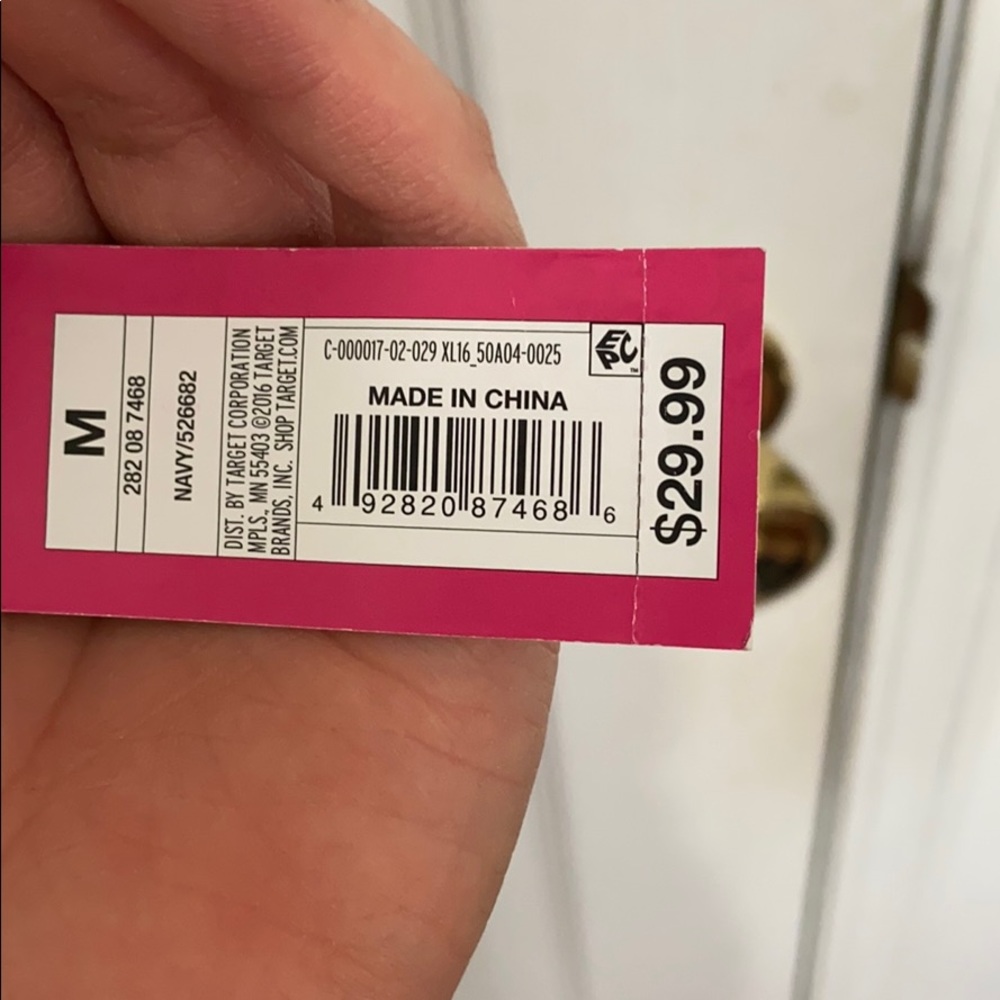 M
282 08 7468
NAVY/526682
DIST. BY TARGET CORPORATION
MPLS., MN 55403 ©2016 TARGET
BRANDS, INC. SHOP TARGET.COM
C-000017-02-029 XL16_50A04-0025
EPC™
MADE IN CHINA
4 92820 87468 6
$29.99